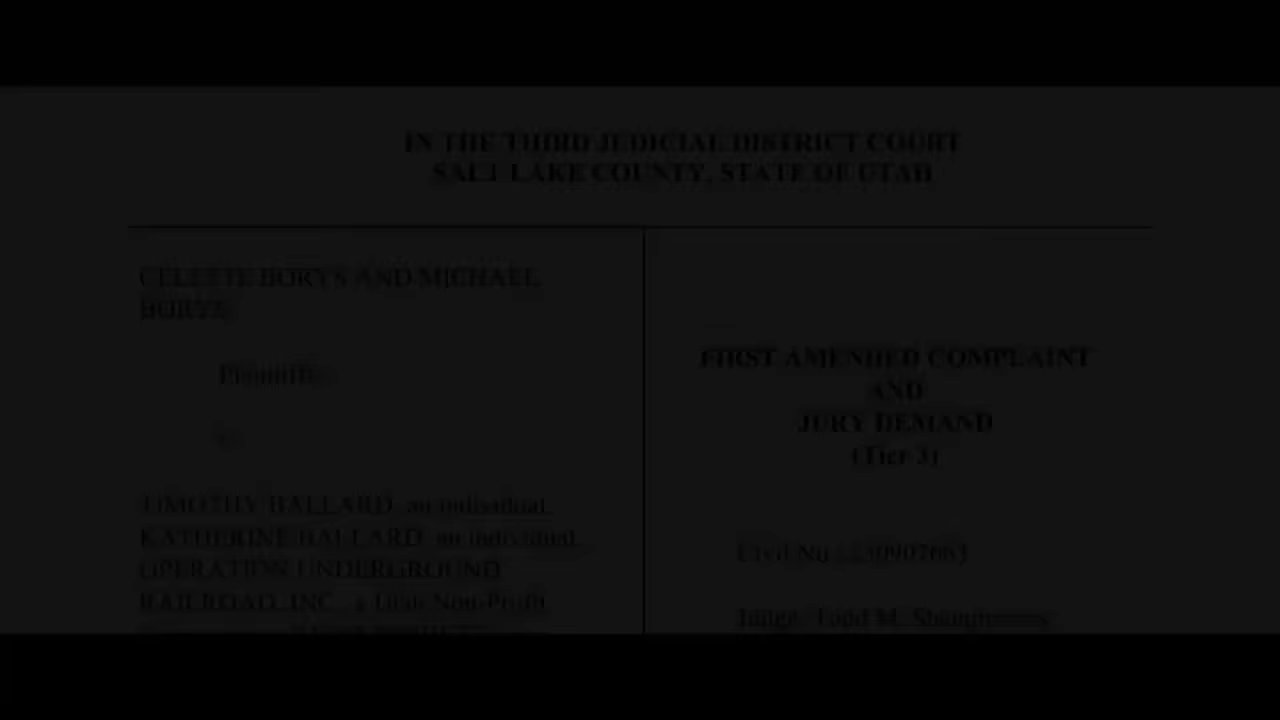 IN THE THIRD JUDICIAL DISTRICT COURT
SALT LAKE COUNTY, STATE OF UTAH
CELESTE BORYS AND MICHAEL
BORYS,
Plaintiffs,
v.
FIRST AMENDED COMPLAINT
AND
JURY DEMAND
(Tier 3)
TIMOTHY BALLARD, an individual,
KATHERINE BALLARD, an individual,
OPERATION UNDERGROUND
RAILROAD, INC., a Utah Non-Profit
Civil No.: 230907663
Judge: Todd M. Shaughnessy